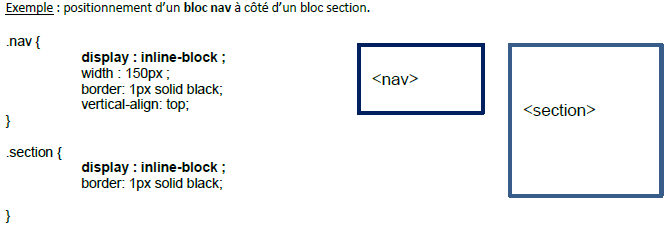 Exemple : positionnement d'un bloc nav à côté d'un bloc section.
.nav {
display : inline-block ;
width : 150px ;
border: 1px solid black;
vertical-align: top;
}
.section {
display : inline-block ;
border: 1px solid black;
}
<nav>
<section>